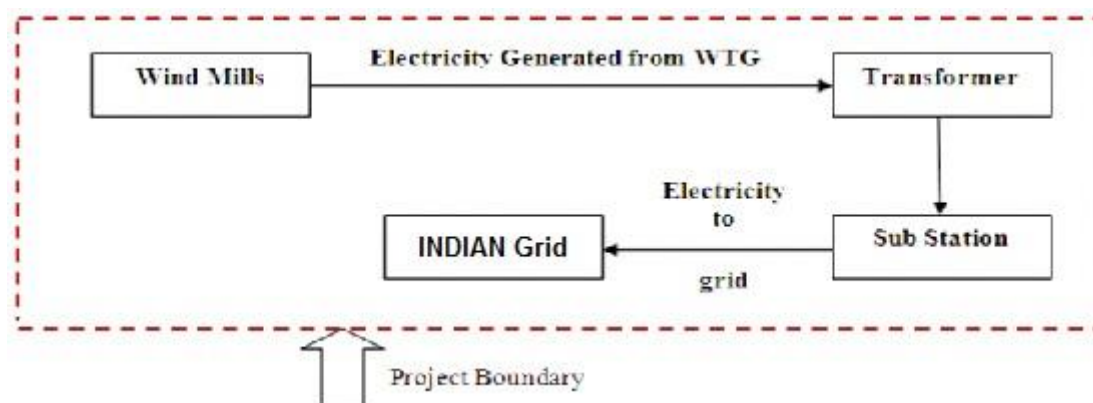 Electricity Generated from WTG
Wind Mills
Transformer
Electricity
to
grid
Sub Station
INDIAN Grid
Project Boundary